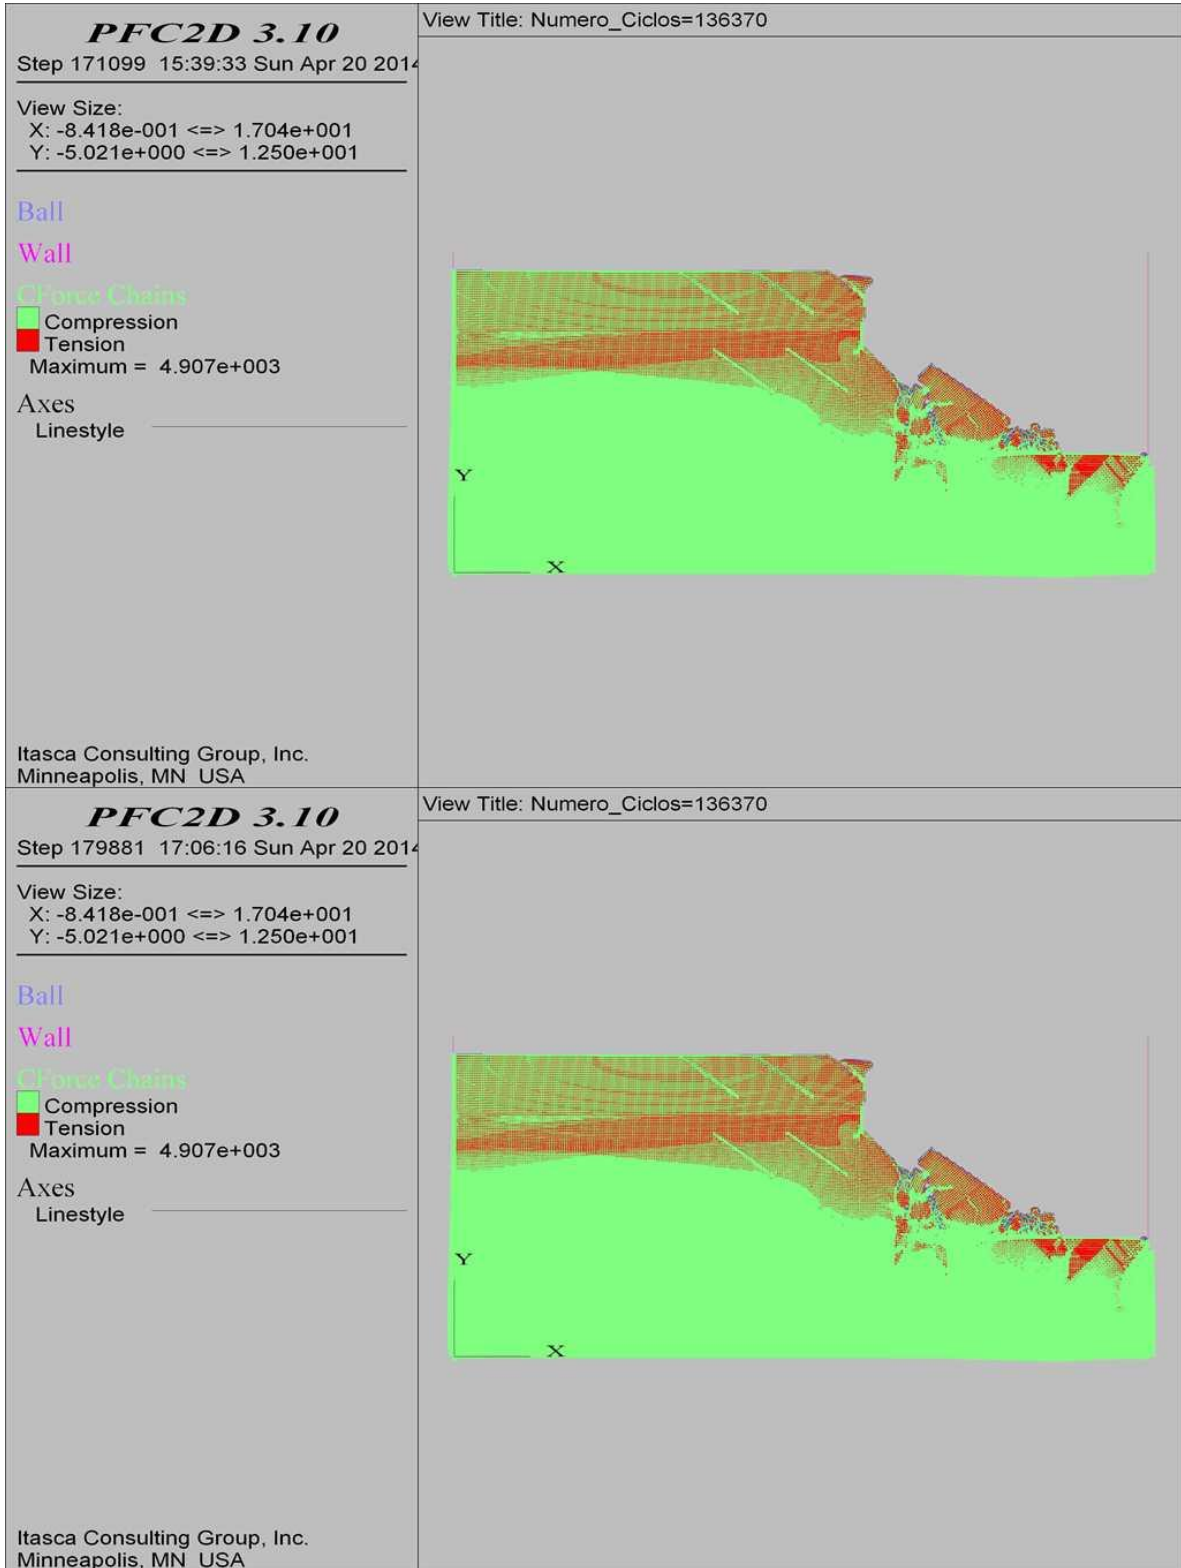 PFC2D 3.10
Step 171099 15:39:33 Sun Apr 20 2014
View Size:
X: -8.418e-001 <=> 1.704e+001
Y: -5.021e+000 <=> 1.250e+001
Ball
Wall
CForce Chains
Compression
Tension
Maximum = 4.907e+003
Axes
Linestyle
Itasca Consulting Group, Inc.
Minneapolis, MN USA
View Title: Numero_Ciclos=136370
Y
X
PFC2D 3.10
Step 179881 17:06:16 Sun Apr 20 2014
View Size:
X: -8.418e-001 <=> 1.704e+001
Y: -5.021e+000 <=> 1.250e+001
Ball
Wall
CForce Chains
Compression
Tension
Maximum = 4.907e+003
Axes
Linestyle
Itasca Consulting Group, Inc.
Minneapolis, MN USA
View Title: Numero_Ciclos=136370
Y
X